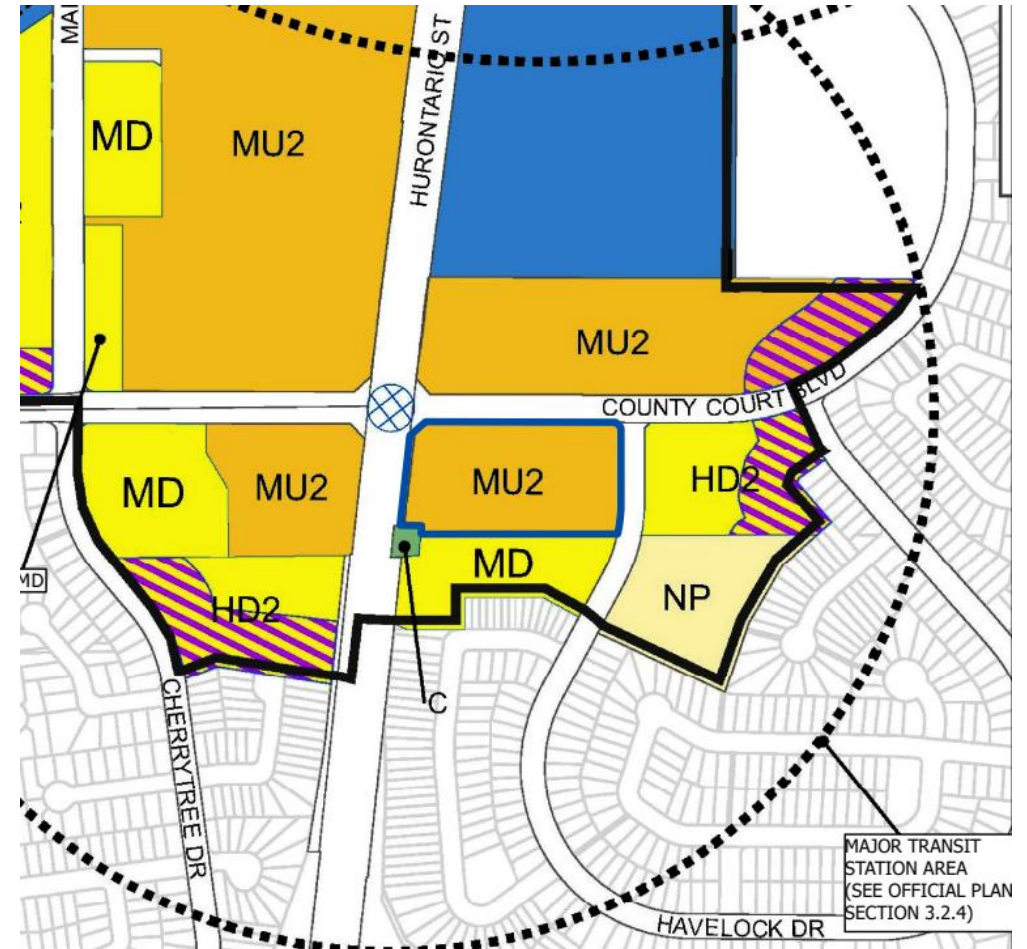 HURONTARIO ST
MD
MU2
MU2
COUNTY COURT BLVD
MD
MU2
MU2
HD2
MD
NP
HD2
C
CHERRYTREE DR
MAJOR TRANSIT
STATION AREA
(SEE OFFICIAL PLAN
SECTION 3.2.4)
HAVELOCK DR